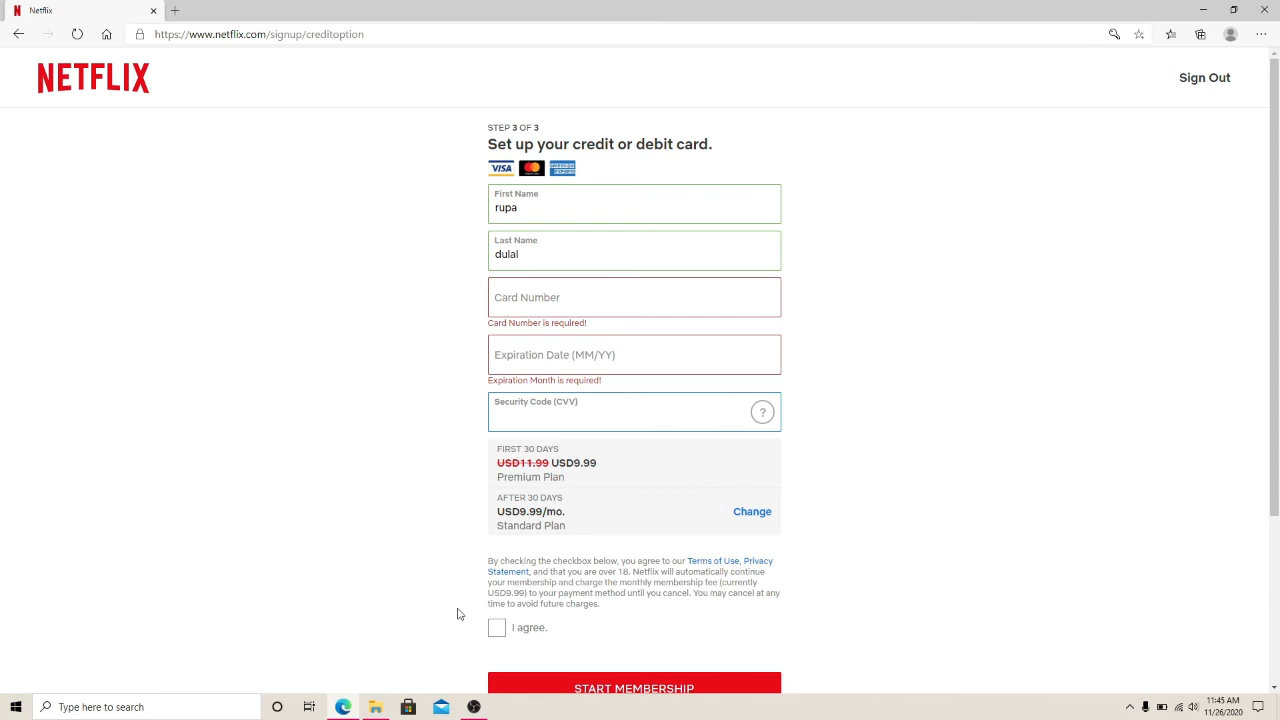 Netflix
https://www.netflix.com/signup/creditoption
NETFLIX
Sign Out
STEP 3 OF 3
Set up your credit or debit card.
VISA
First Name
rupa
Last Name
dulal
Card Number
Card Number is required!
Expiration Date (MM/YY)
Expiration Month is required!
Security Code (CVV)
?
FIRST 30 DAYS
USD11.99 USD9.99
Premium Plan
AFTER 30 DAYS
USD9.99/mo.
Change
Standard Plan
By checking the checkbox below, you agree to our Terms of Use, Privacy
Statement, and that you are over 18. Netflix will automatically continue
your membership and charge the monthly membership fee (currently
USD9.99) to your payment method until you cancel. You may cancel at any
time to avoid future charges.
I agree.
START MEMBERSHIP
Type here to search
11:45 AM
11/26/2020